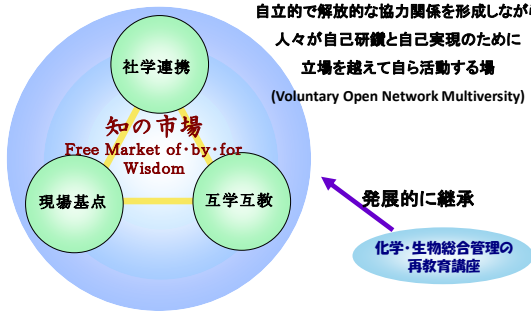 自立的で解放的な協力関係を形成しなが
人々が自己研鑽と自己実現のために
立場を越えて自ら活動する場
(Voluntary Open Network Multiversity)
社学連携
知の市場
Free Market of・by・for
Wisdom
現場基点
互学互教
発展的に継承
化学・生物総合管理の
再教育講座